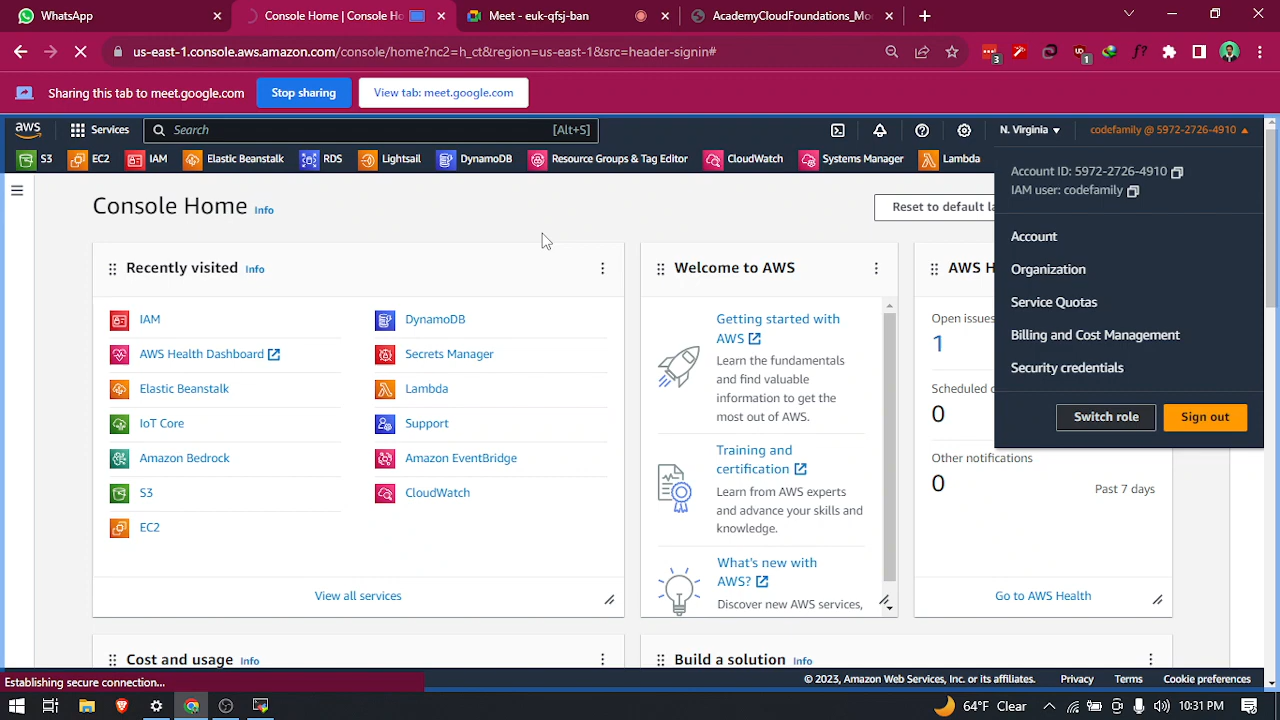 WhatsApp
Console Home | Console Ho
Meet - euk-qfsj-ban
AcademyCloudFoundations_Mo
us-east-1.console.aws.amazon.com/console/home?nc2=h_ct&region=us-east-1&src=header-signin#
3
1
f?
Sharing this tab to meet.google.com
Stop sharing
View tab: meet.google.com
aws
Services
Search
[Alt+S]
N. Virginia
codefamily @ 5972-2726-4910
S3
EC2
IAM
Elastic Beanstalk
RDS
Lightsail
DynamoDB
Resource Groups & Tag Editor
CloudWatch
Systems Manager
Lambda
Account ID: 5972-2726-4910
IAM user: codefamily
Account
Organization
Service Quotas
Billing and Cost Management
Security credentials
Switch role
Sign out
Console Home Info
Reset to default la
Recently visited Info
IAM
AWS Health Dashboard
Elastic Beanstalk
IoT Core
Amazon Bedrock
S3
EC2
DynamoDB
Secrets Manager
Lambda
Support
Amazon EventBridge
CloudWatch
View all services
Welcome to AWS
Getting started with
AWS
Learn the fundamentals
and find valuable
information to get the
most out of AWS.
Training and
certification
Learn from AWS experts
and advance your skills and
knowledge.
What's new with
AWS?
Discover new AWS services,
AWS H
Open issues
1
Scheduled c
0
Other notifications
0
Past 7 days
Go to AWS Health
Cost and usage Info
Build a solution Info
Establishing secure connection...
© 2023, Amazon Web Services, Inc. or its affiliates.
Privacy
Terms
Cookie preferences
64°F Clear
10:31 PM